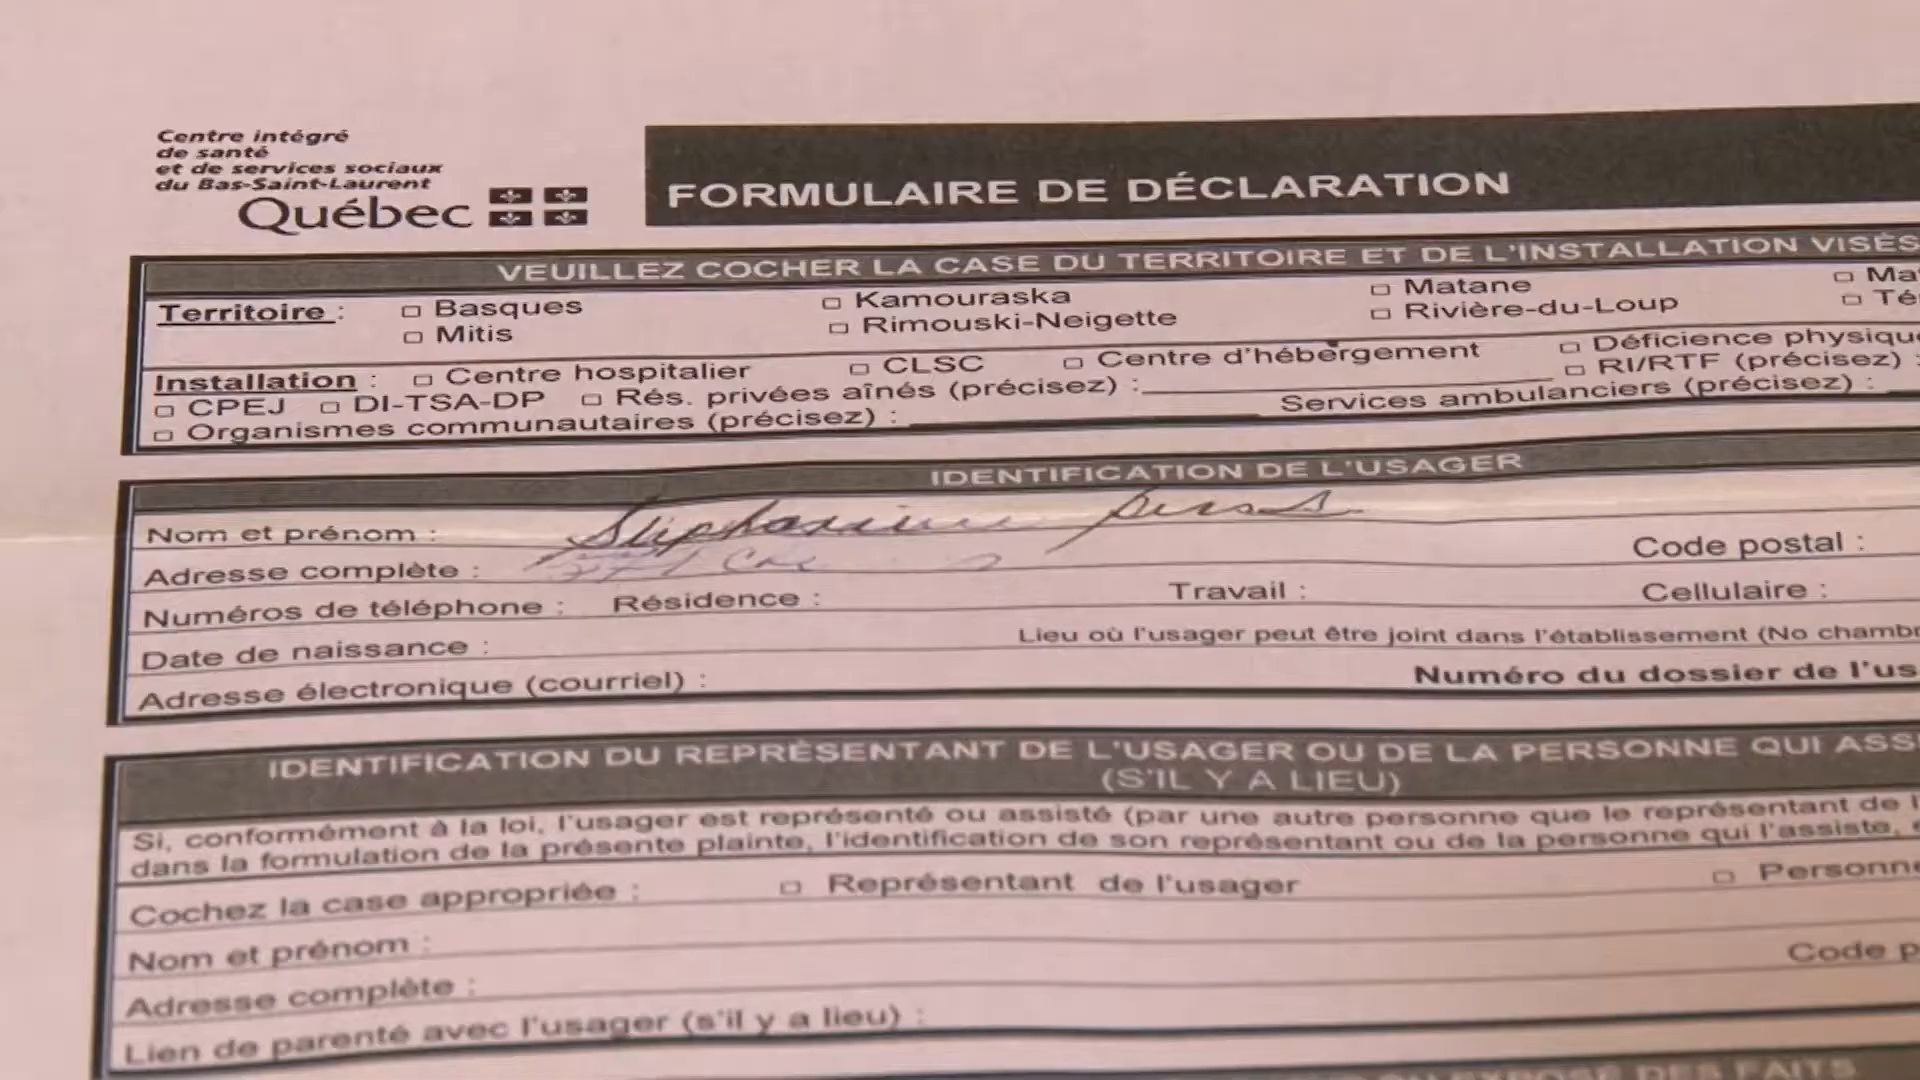 Centre intégré
de santé
et de services sociaux
du Bas-Saint-Laurent
Québec
FORMULAIRE DE DÉCLARATION
VEUILLEZ COCHER LA CASE DU TERRITOIRE ET DE L'INSTALLATION VISÉS
Territoire : □ Basques □ Kamouraska □ Matane □ Ma
□ Mitis □ Rimouski-Neigette □ Rivière-du-Loup □ Té
Installation : □ Centre hospitalier □ CLSC □ Centre d'hébergement □ Déficience physiqu
□ CPEJ □ DI-TSA-DP □ Rés. privées aînés (précisez) : □ RI/RTF (précisez) :
□ Organismes communautaires (précisez) : Services ambulanciers (précisez) :
IDENTIFICATION DE L'USAGER
Nom et prénom :
Adresse complète : Code postal :
Numéros de téléphone : Résidence : Travail : Cellulaire :
Date de naissance : Lieu où l'usager peut être joint dans l'établissement (No chambr
Adresse électronique (courriel) : Numéro du dossier de l'us
IDENTIFICATION DU REPRÉSENTANT DE L'USAGER OU DE LA PERSONNE QUI ASSI
(S'IL Y A LIEU)
Si, conformément à la loi, l'usager est représenté ou assisté (par une autre personne que le représentant de l
dans la formulation de la présente plainte, l'identification de son représentant ou de la personne qui l'assiste,
Cochez la case appropriée : □ Représentant de l'usager □ Personne
Nom et prénom :
Adresse complète : Code p
Lien de parenté avec l'usager (s'il y a lieu) :
EXPOSÉ DES FAITS